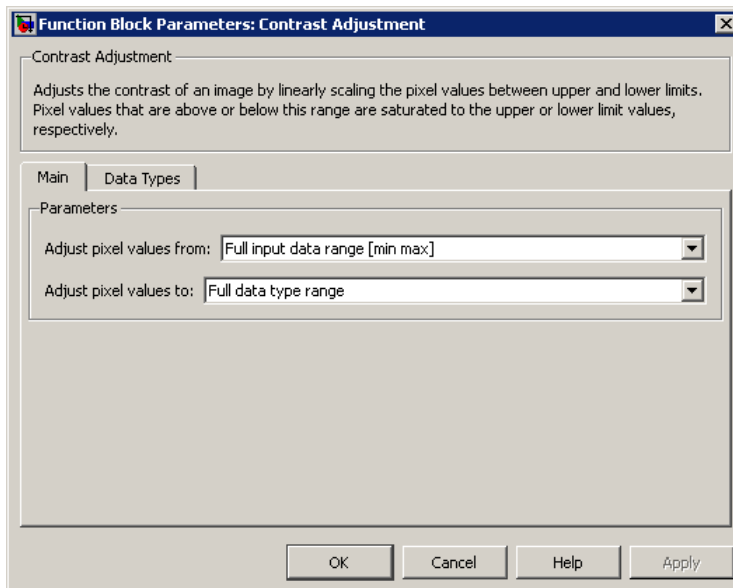 Function Block Parameters: Contrast Adjustment
Contrast Adjustment
Adjusts the contrast of an image by linearly scaling the pixel values between upper and lower limits.
Pixel values that are above or below this range are saturated to the upper or lower limit values,
respectively.
Main Data Types
Parameters
Adjust pixel values from: Full input data range [min max]
Adjust pixel values to: Full data type range
OK Cancel Help Apply